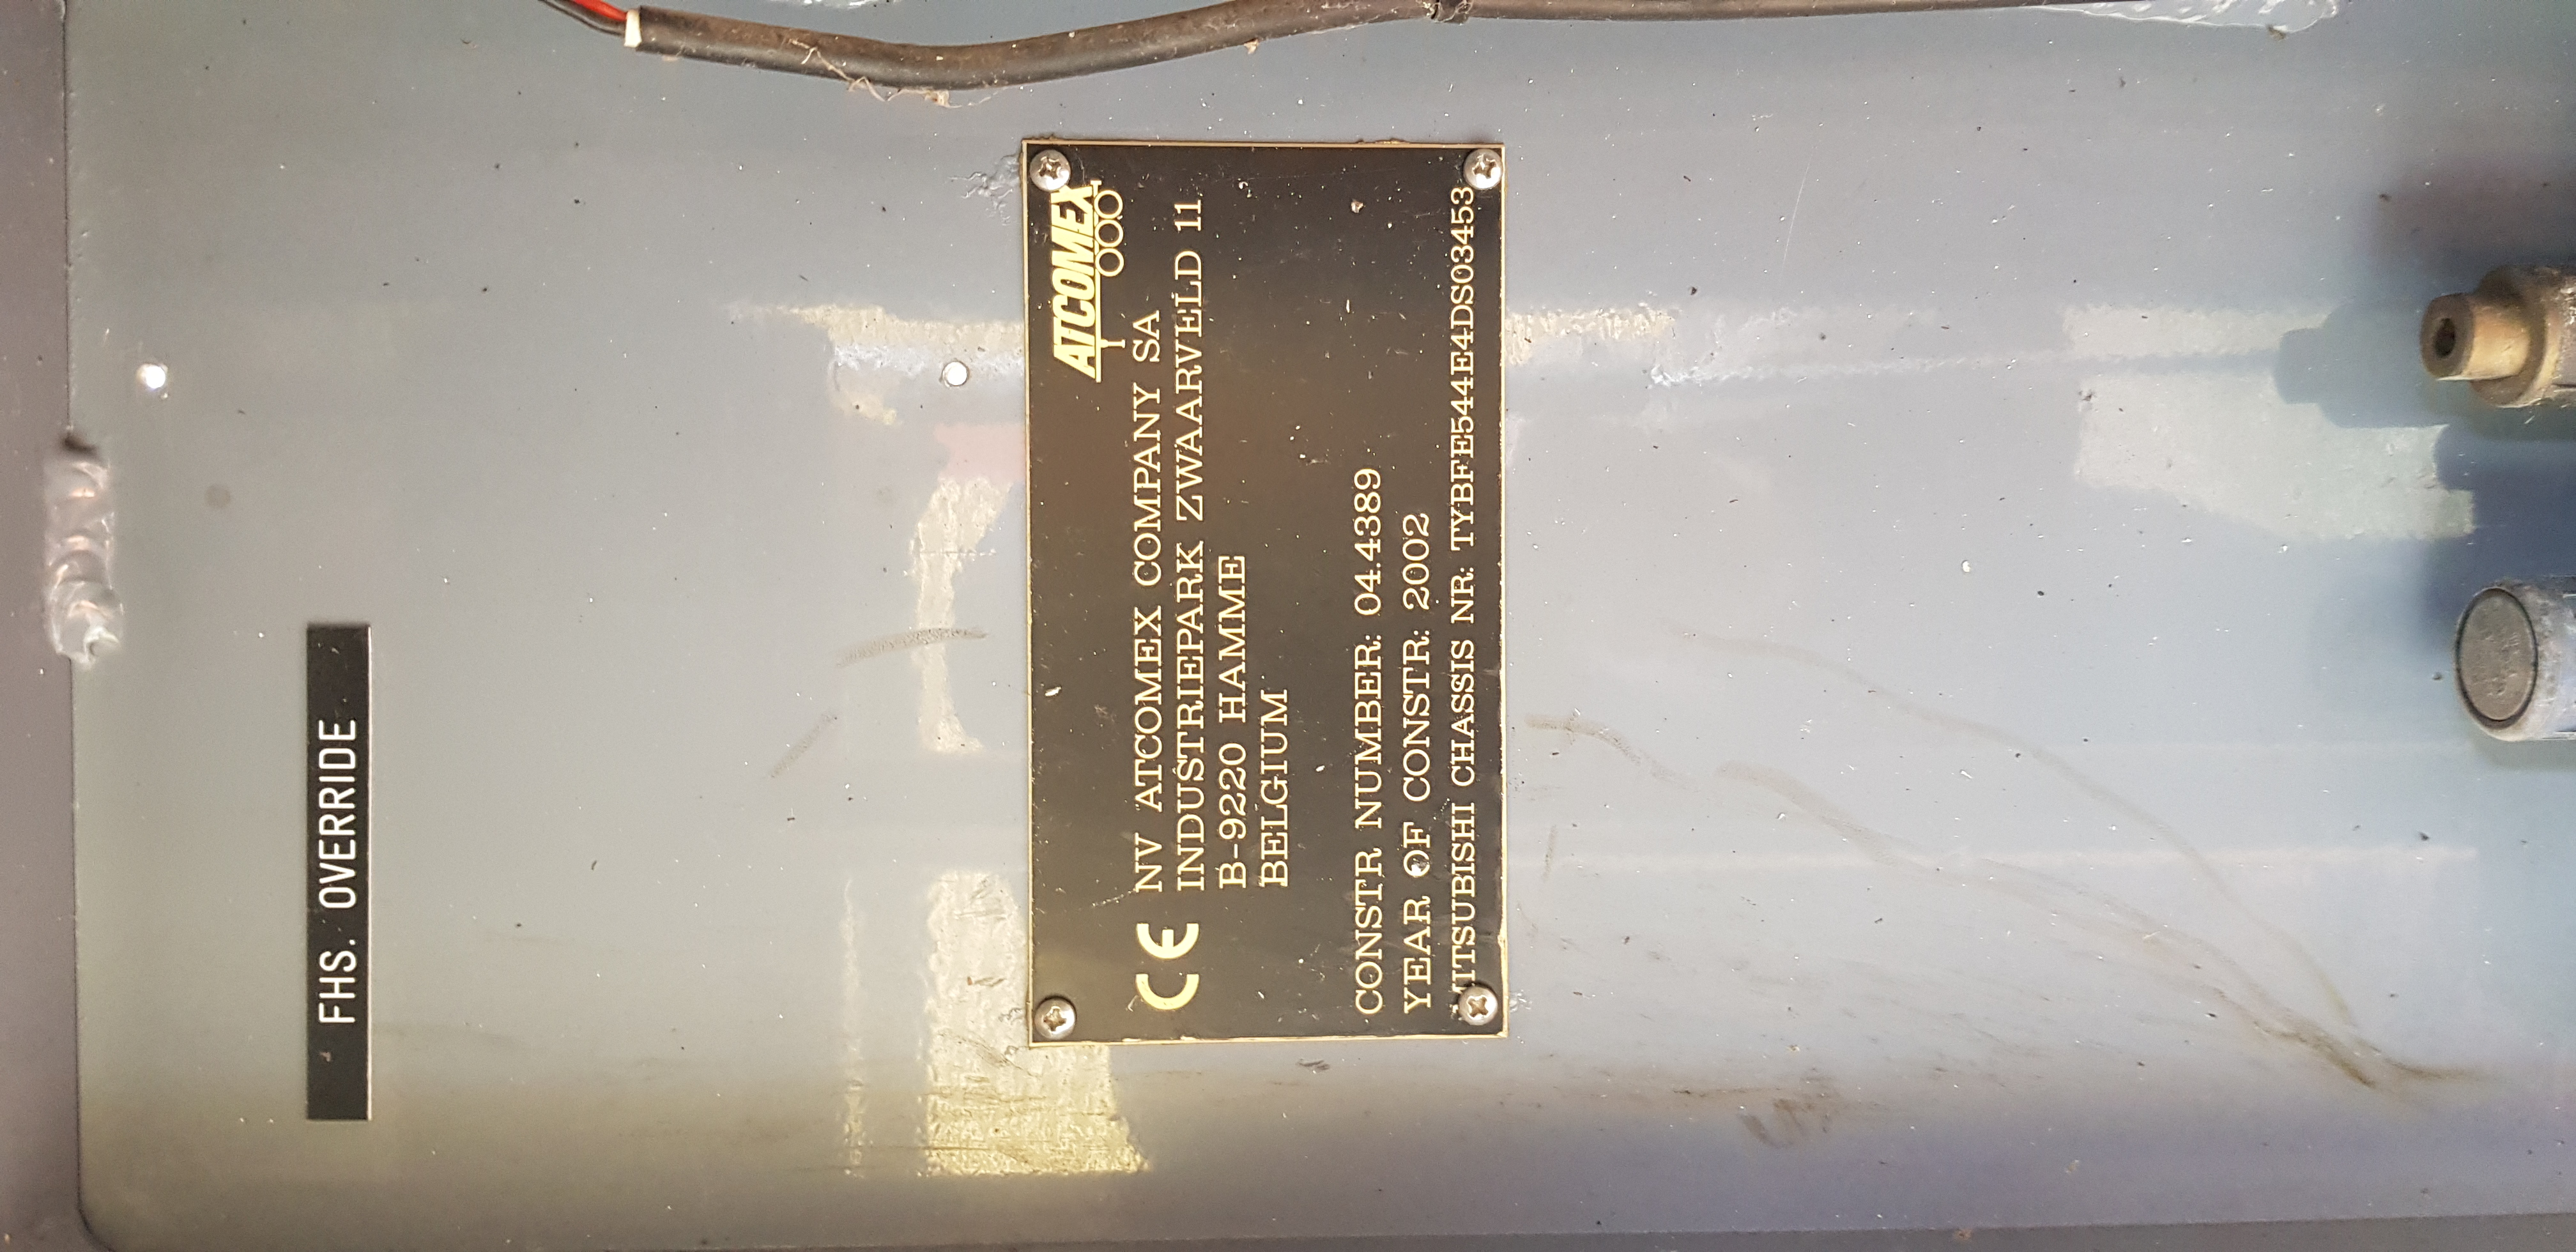 FHS. OVERRIDE
ATCOMEX
CE NV ATCOMEX COMPANY SA
INDUSTRIEPARK ZWAARVELD 11
B-9220 HAMME
BELGIUM
CONSTR NUMBER: 04.4389
YEAR OF CONSTR: 2002
MITSUBISHI CHASSIS NR: TYBFE544E4DS03453